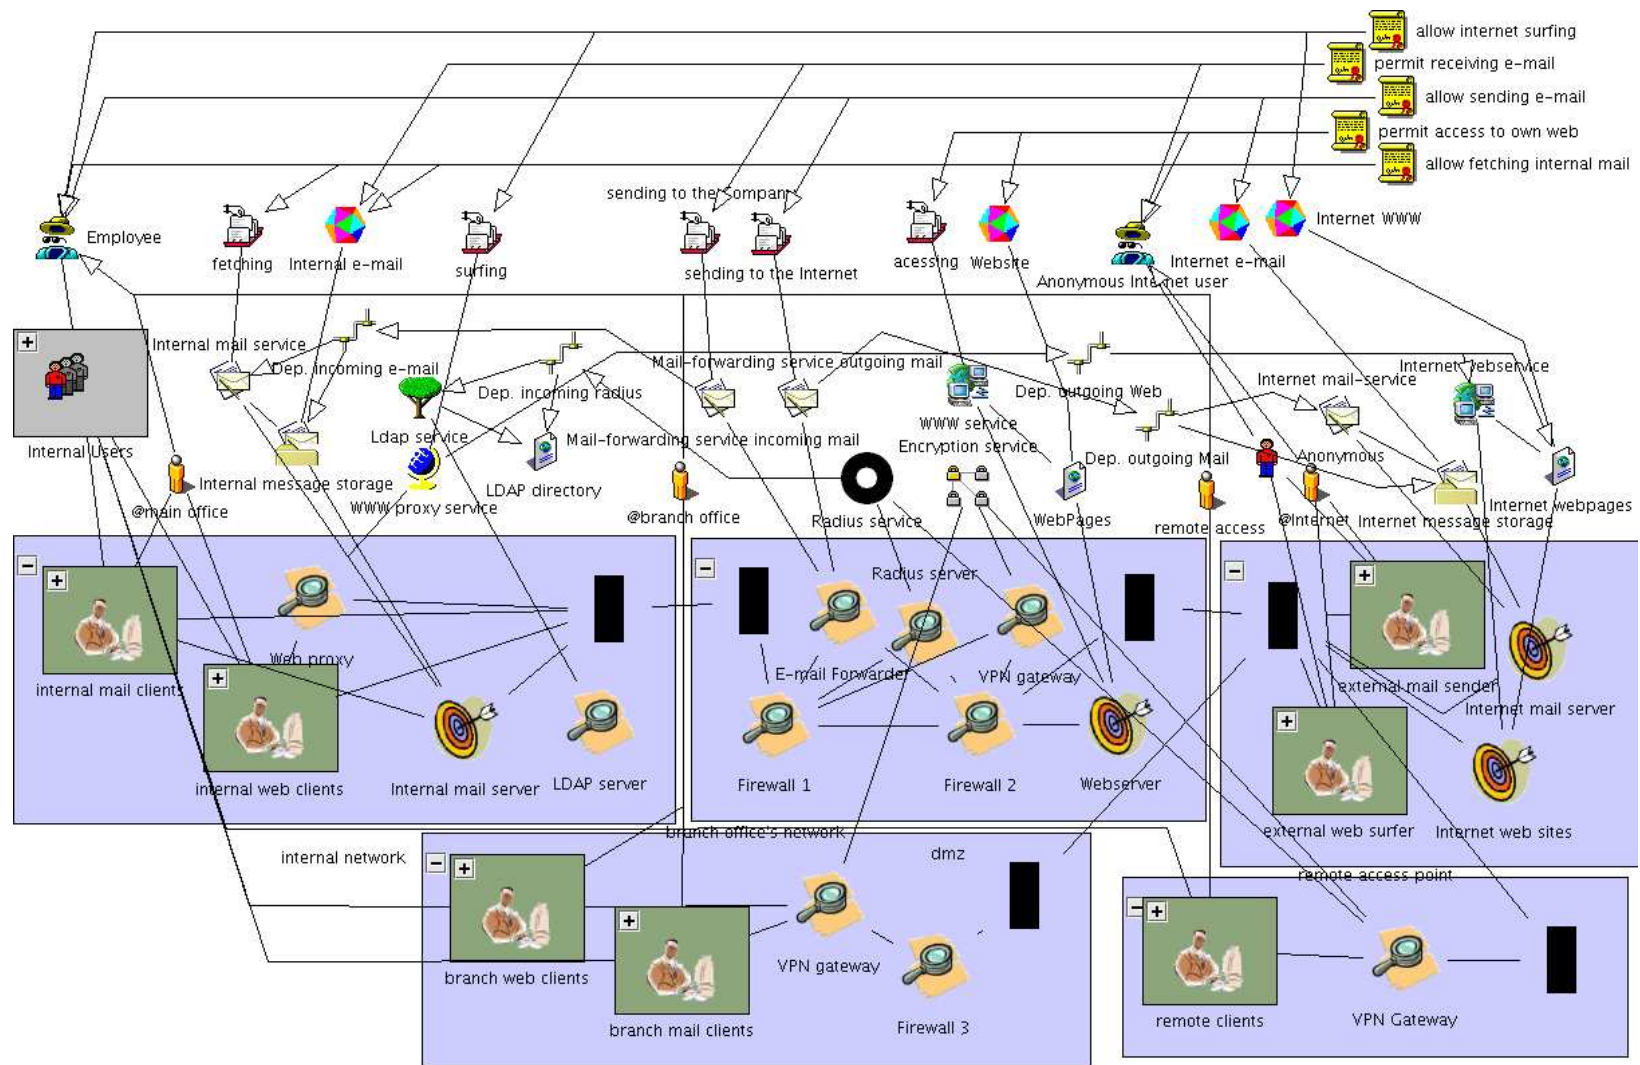 allow internet surfing
permit receiving e-mail
allow sending e-mail
permit access to own web
allow fetching internal mail
sending to the Company
Employee
fetching
Internal e-mail
surfing
sending to the Internet
acessing
Website
Anonymous Internet user
Internet e-mail
Internet WWW
Internal mail service
Dep. incoming e-mail
Dep. incoming radius
Mail-forwarding service outgoing mail
Dep. outgoing Web
Internet mail-service
Internet webservice
Internal Users
Ldap service
Mail-forwarding service incoming mail
WWW service
Encryption service
Dep. outgoing Mail
Anonymous
Internal message storage
@main office
WWW proxy service
LDAP directory
@branch office
Radius service
WebPages
remote access
@Internet
Internet message storage
Internet webpages
Radius server
Web proxy
E-mail Forwarder
VPN gateway
internal mail clients
external mail sender
Internet mail server
internal web clients
Internal mail server
LDAP server
Firewall 1
Firewall 2
Webserver
external web surfer
Internet web sites
branch office's network
internal network
dmz
remote access point
branch web clients
VPN gateway
branch mail clients
Firewall 3
remote clients
VPN Gateway